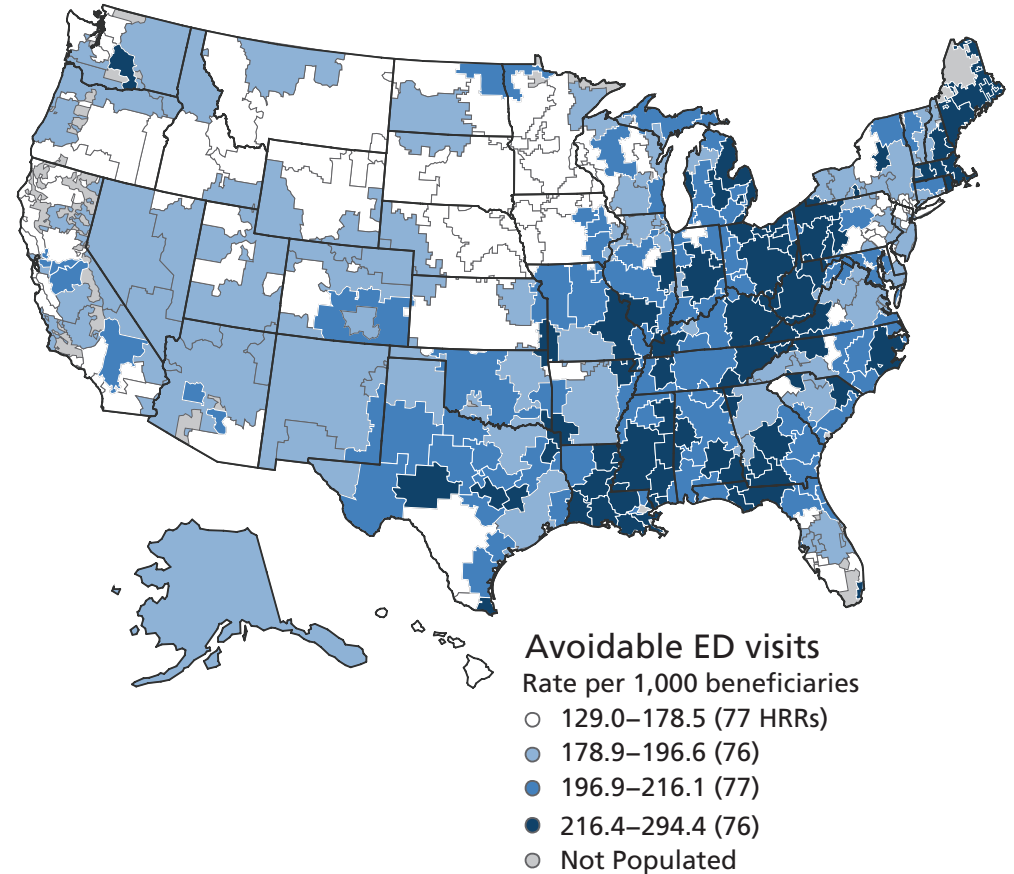 Avoidable ED visits
Rate per 1,000 beneficiaries
129.0–178.5 (77 HRRs)
178.9–196.6 (76)
196.9–216.1 (77)
216.4–294.4 (76)
Not Populated